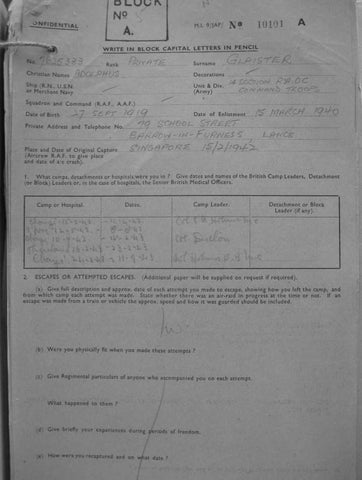 BLOCK
No
A.
CONFIDENTIAL
M.I. 9/JAP/ No 10101 A
WRITE IN BLOCK CAPITAL LETTERS IN PENCIL
No. Rank PRIVATE Surname GLAISTER
Christian Names ADOLPHUS Decorations
Ship (R.N., U.S.N. or Merchant Navy) Unit & Div. (Army) SECTION R.A.O.C COMMAND TROOPS
Squadron and Command (R.A.F., A.A.F.)
Date of Birth 27 SEPT 1919 Date of Enlistment 15 MARCH 1940
Private Address and Telephone No. 79 SCHOOL STREET
BARROW-IN-FURNESS LANCS
Place and Date of Original Capture SINGAPORE 15/2/1942
(Aircrew R.A.F. to give place
and date of a/c crash).
1. What camps, detachments or hospitals were you in ? Give dates and names of the British Camp Leaders, Detachment
(or Block) Leaders or, in the case of hospitals, the Senior British Medical Officers.
Camp or Hospital. Dates. Camp Leader. Detachment or Block Leader (if any).
2. ESCAPES OR ATTEMPTED ESCAPES. (Additional paper will be supplied on request if required).
(a) Give full description and approx. date of each attempt you made to escape, showing how you left the camp, and
from which camp each attempt was made. State whether there was an air-raid in progress at the time or not. If an
escape was made from a train or vehicle the approx. speed and how it was guarded should be included.
(b) Were you physically fit when you made these attempts ?
(c) Give Regimental particulars of anyone who accompanied you on each attempt.
What happened to them ?
(d) Give briefly your experiences during periods of freedom.
(e) How were you recaptured and on what date ?